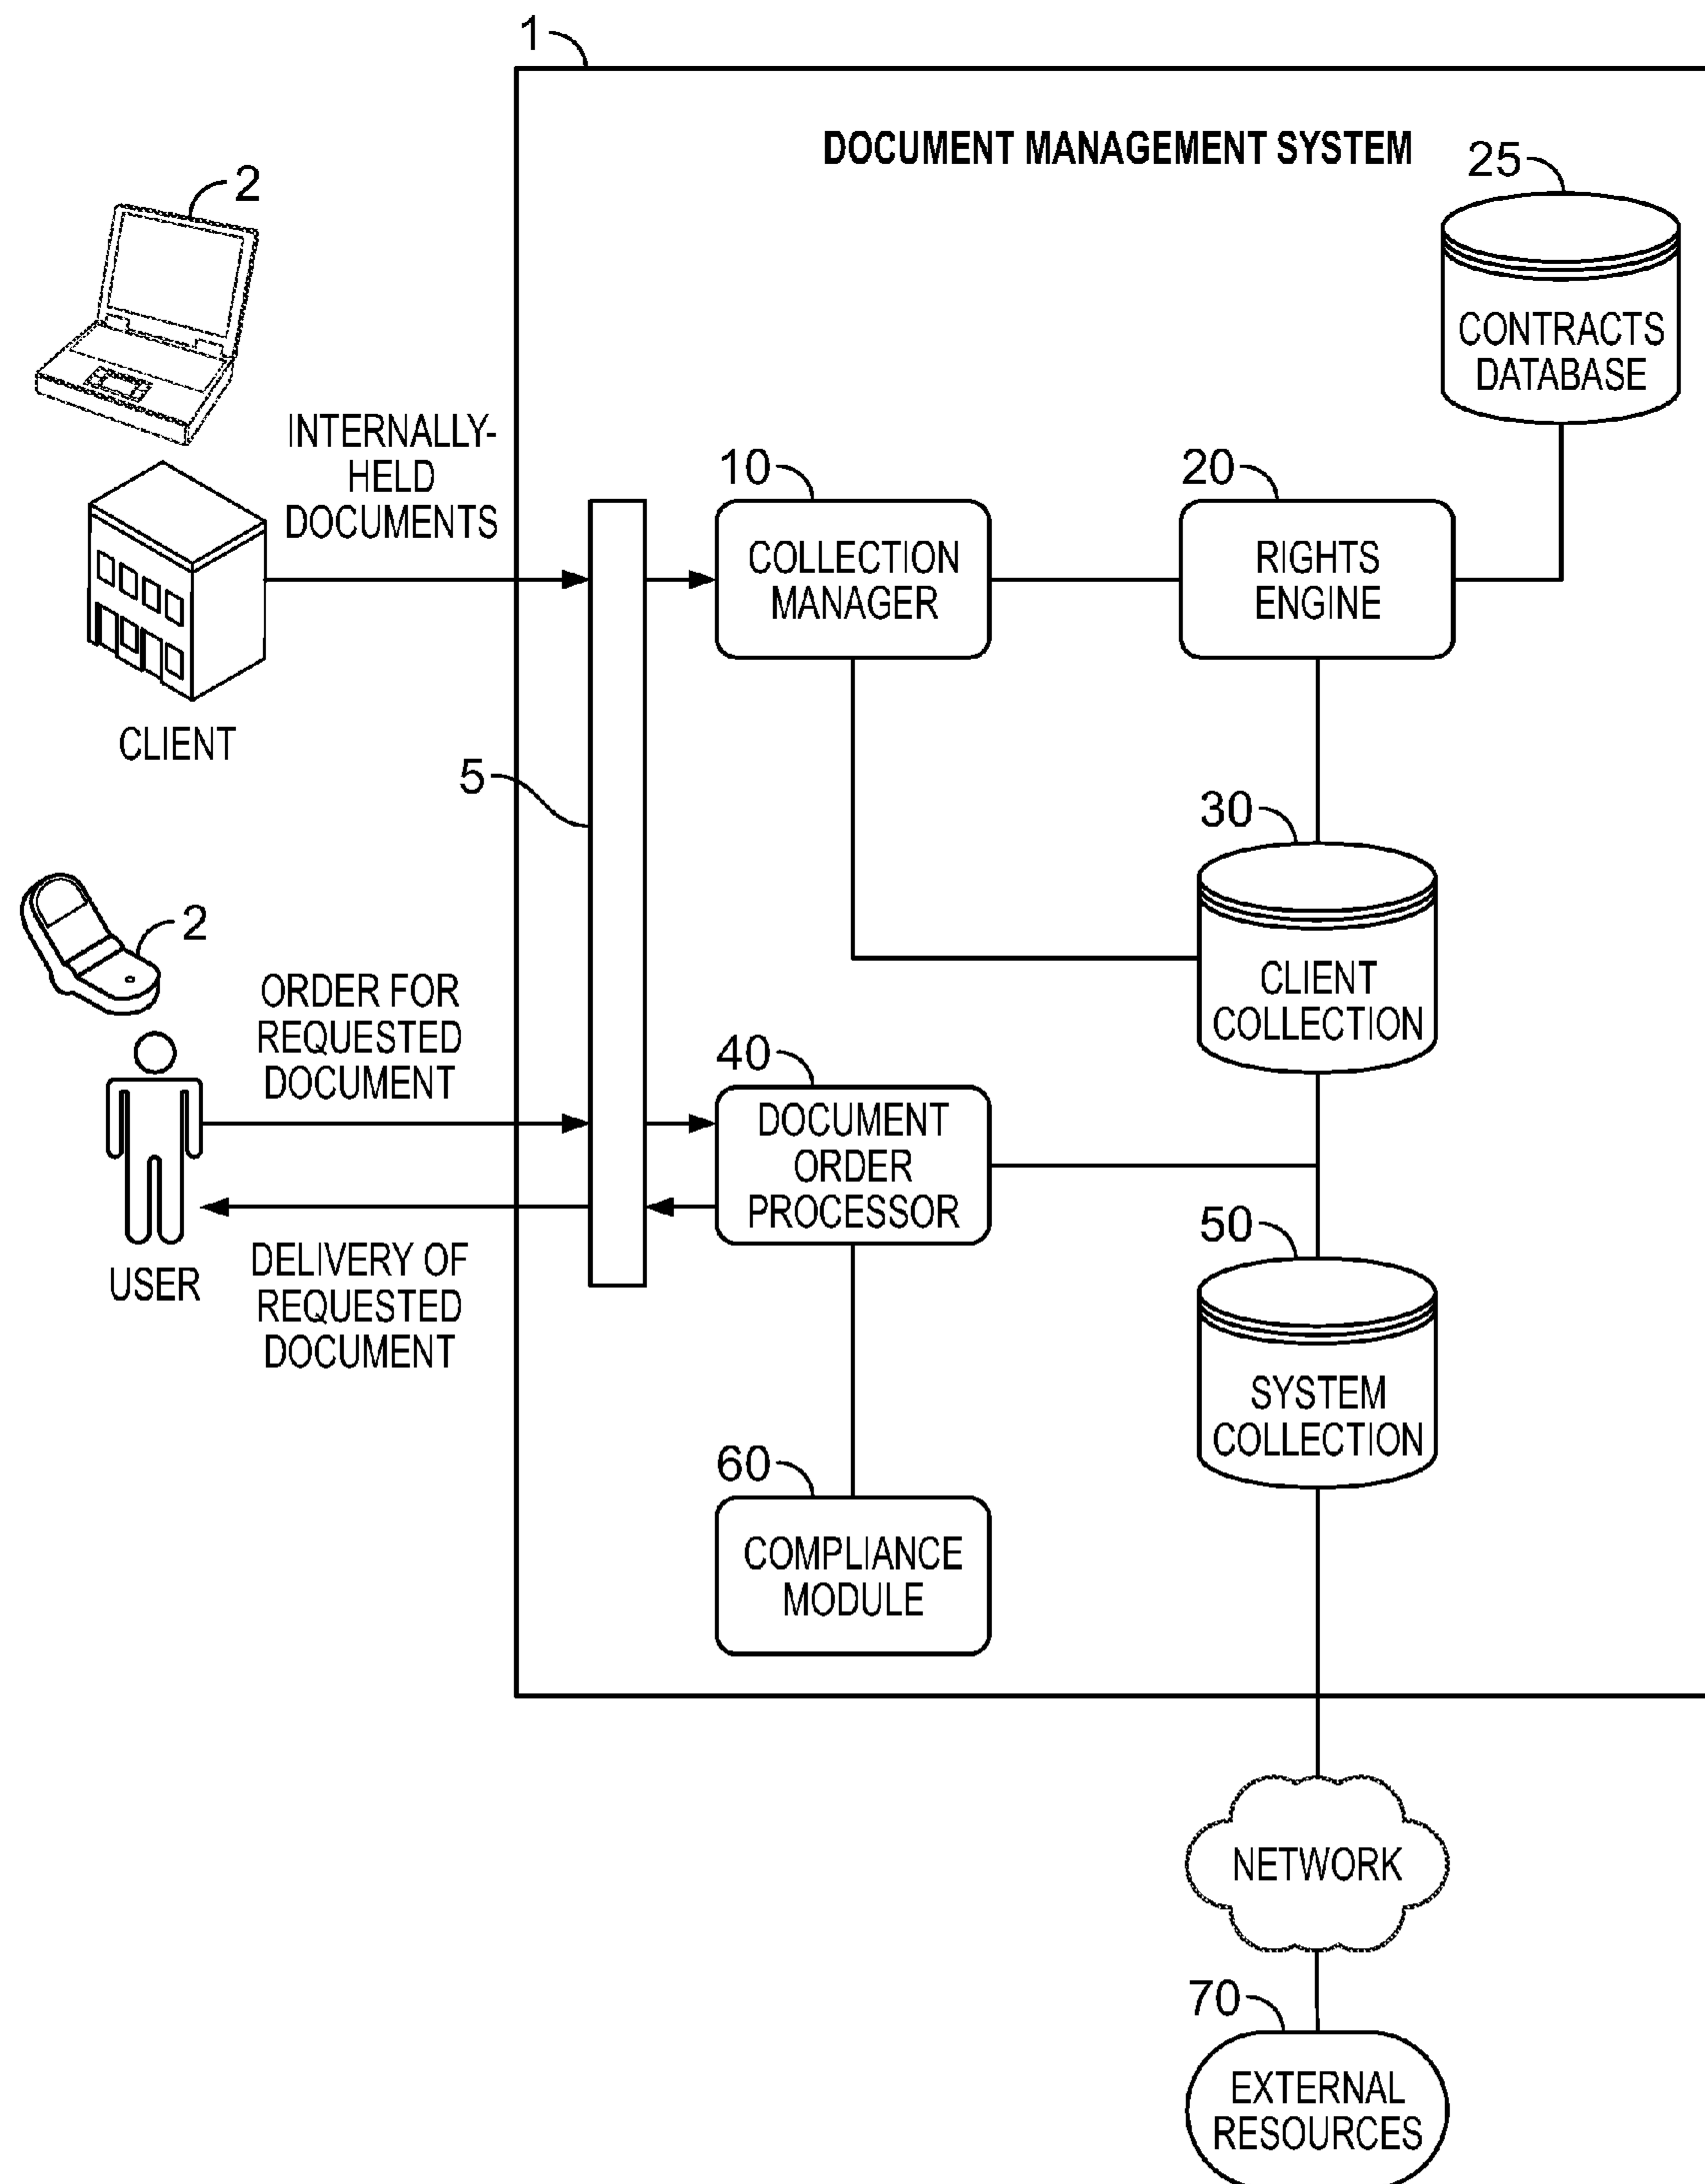 1
DOCUMENT MANAGEMENT SYSTEM
25
CONTRACTS
DATABASE
2
INTERNALLY-
HELD
DOCUMENTS
CLIENT
10
COLLECTION
MANAGER
20
RIGHTS
ENGINE
5
30
CLIENT
COLLECTION
2
ORDER FOR
REQUESTED
DOCUMENT
USER
DELIVERY OF
REQUESTED
DOCUMENT
40
DOCUMENT
ORDER
PROCESSOR
50
SYSTEM
COLLECTION
60
COMPLIANCE
MODULE
NETWORK
70
EXTERNAL
RESOURCES